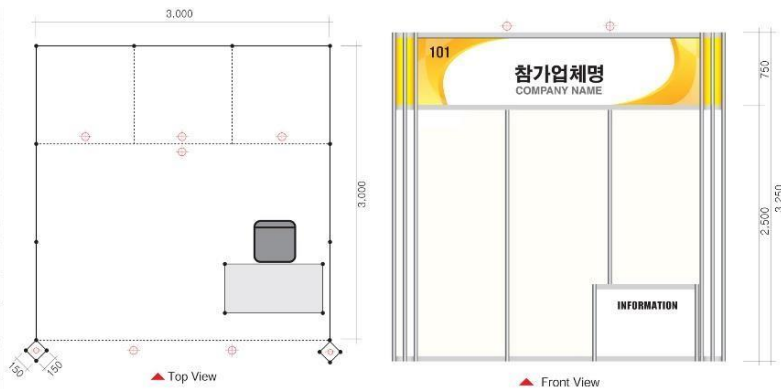 3,000
3,000
150
150
▲ Top View
101
참가업체명
COMPANY NAME
INFORMATION
750
2,500
3,250
▲ Front View